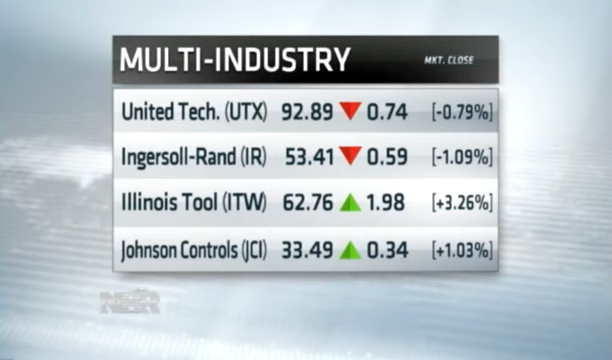 MULTI-INDUSTRY MKT. CLOSE
United Tech. (UTX) 92.89 ▼ 0.74 [-0.79%]
Ingersoll-Rand (IR) 53.41 ▼ 0.59 [-1.09%]
Illinois Tool (ITW) 62.76 ▲ 1.98 [+3.26%]
Johnson Controls (JCI) 33.49 ▲ 0.34 [+1.03%]